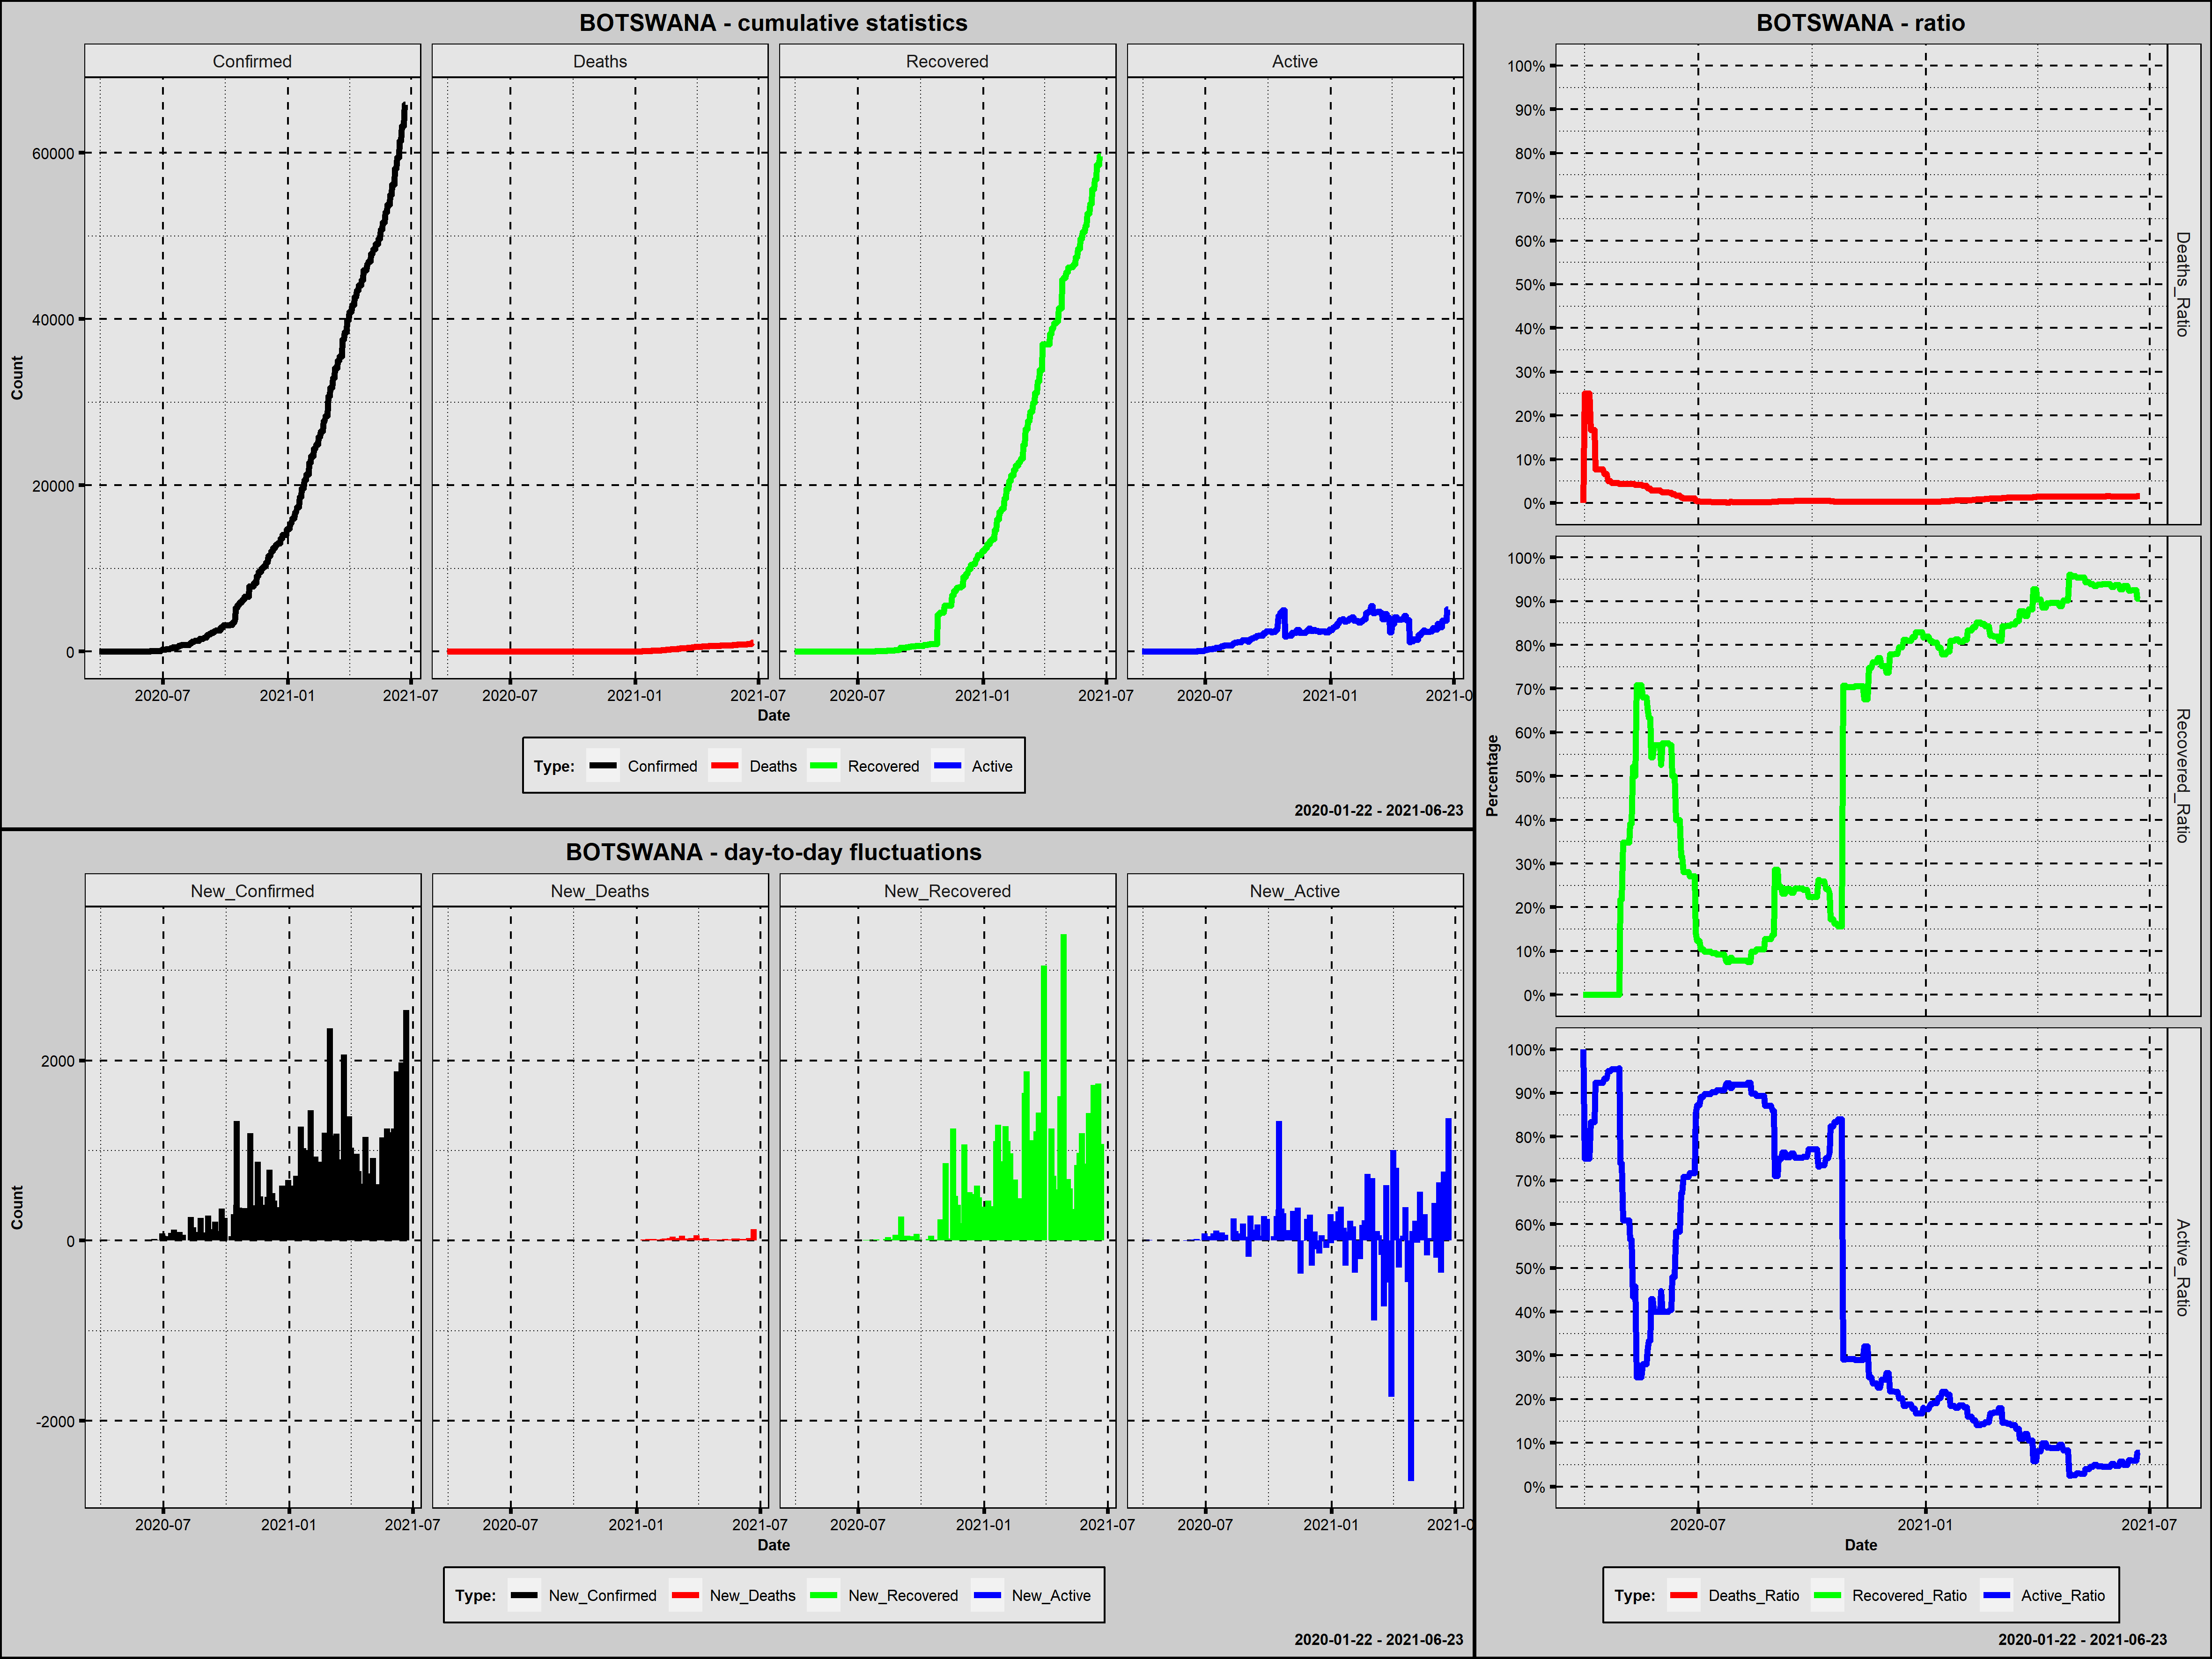 BOTSWANA - cumulative statistics
Confirmed Deaths Recovered Active
60000
40000
20000
0
Count
2020-07 2021-01 2021-07 2020-07 2021-01 2021-07 2020-07 2021-01 2021-07 2020-07 2021-01 2021-0
Date
Type: Confirmed Deaths Recovered Active
2020-01-22 - 2021-06-23
BOTSWANA - day-to-day fluctuations
New_Confirmed New_Deaths New_Recovered New_Active
2000
0
-2000
Count
2020-07 2021-01 2021-07 2020-07 2021-01 2021-07 2020-07 2021-01 2021-07 2020-07 2021-01 2021-0
Date
Type: New_Confirmed New_Deaths New_Recovered New_Active
2020-01-22 - 2021-06-23
BOTSWANA - ratio
100%
90%
80%
70%
60%
50%
40%
30%
20%
10%
0%
Deaths_Ratio
100%
90%
80%
70%
60%
50%
40%
30%
20%
10%
0%
Recovered_Ratio
100%
90%
80%
70%
60%
50%
40%
30%
20%
10%
0%
Active_Ratio
Percentage
2020-07 2021-01 2021-07
Date
Type: Deaths_Ratio Recovered_Ratio Active_Ratio
2020-01-22 - 2021-06-23